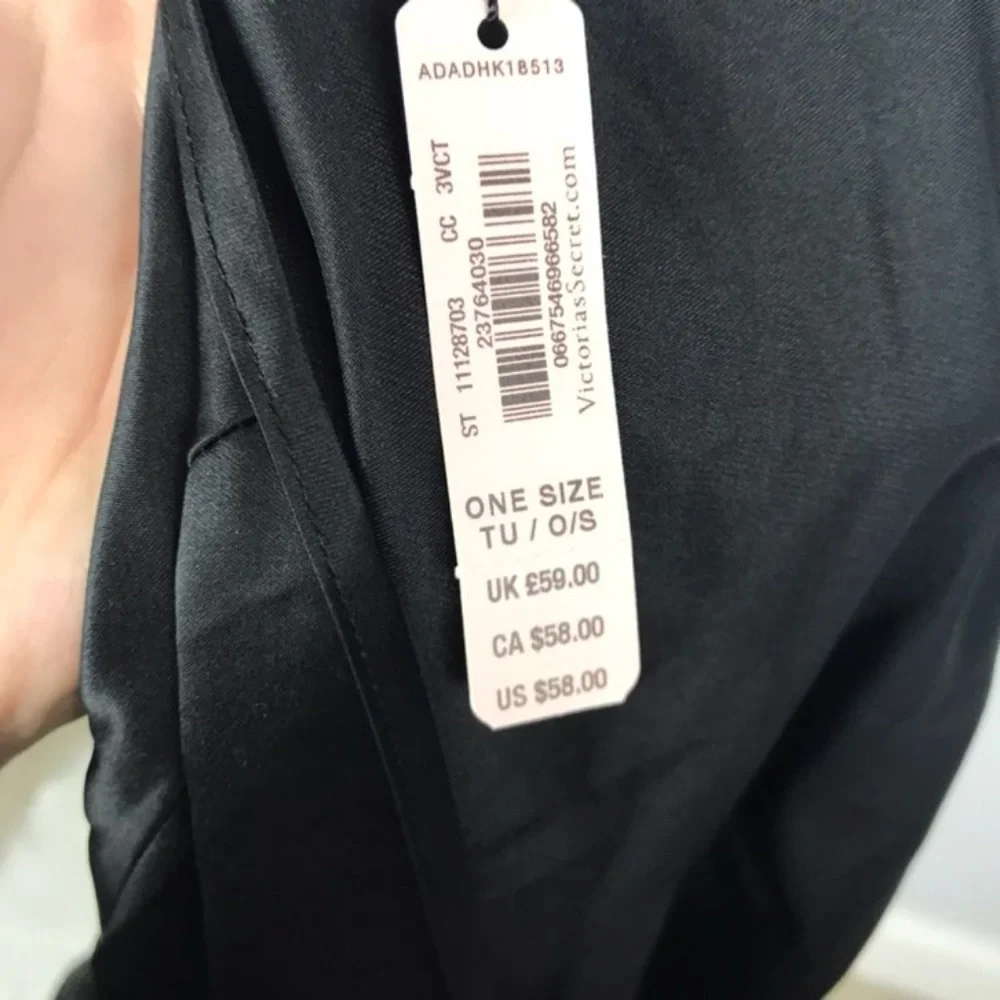 ADADHK18513
ST 11128703 CC 3VCT
23764030
0667546966582
VictoriasSecret.com
ONE SIZE
TU / O/S
UK £59.00
CA $58.00
US $58.00